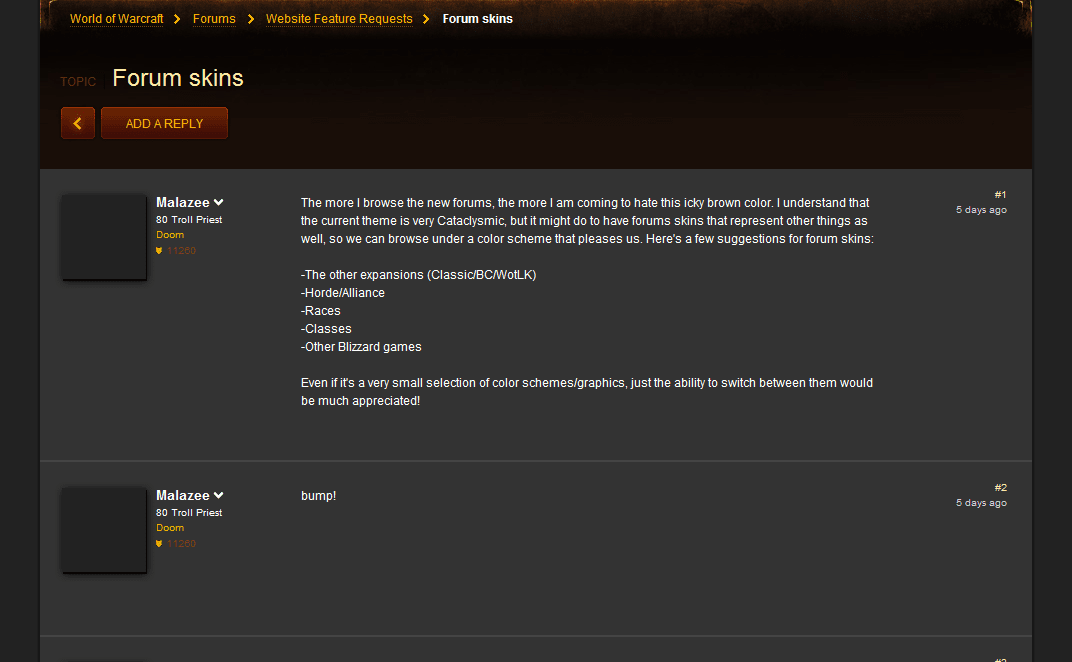 World of Warcraft > Forums > Website Feature Requests > Forum skins
TOPIC Forum skins
ADD A REPLY
Malazee
80 Troll Priest
Doom
11260
The more I browse the new forums, the more I am coming to hate this icky brown color. I understand that
the current theme is very Cataclysmic, but it might do to have forums skins that represent other things as
well, so we can browse under a color scheme that pleases us. Here's a few suggestions for forum skins:
-The other expansions (Classic/BC/WotLK)
-Horde/Alliance
-Races
-Classes
-Other Blizzard games
Even if it's a very small selection of color schemes/graphics, just the ability to switch between them would
be much appreciated!
#1
5 days ago
Malazee
80 Troll Priest
Doom
11260
bump!
#2
5 days ago